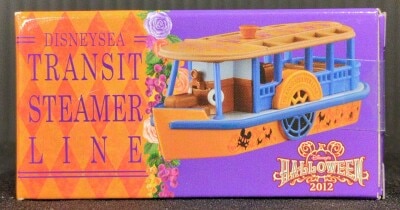 DISNEYSEA
TRANSIT
STEAMER
LINE
Disney's
HALLOWEEN
2012